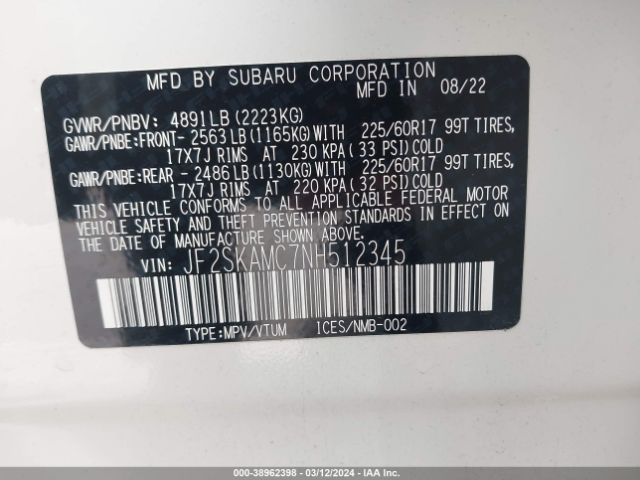 MFD BY SUBARU CORPORATION
MFD IN 08/22
GVWR/PNBV: 4891LB(2223KG)
GAWR/PNBE:FRONT- 2563LB(1165KG)WITH 225/60R17 99T TIRES,
17X7J RIMS AT 230 KPA(33 PSI)COLD
GAWR/PNBE:REAR - 2486LB(1130KG)WITH 225/60R17 99T TIRES,
17X7J RIMS AT 220 KPA(32 PSI)COLD
THIS VEHICLE CONFORMS TO ALL APPLICABLE FEDERAL MOTOR
VEHICLE SAFETY AND THEFT PREVENTION STANDARDS IN EFFECT ON
THE DATE OF MANUFACTURE SHOWN ABOVE.
VIN: JF2SKAMC7NH512345
TYPE:MPV/VTUM ICES/NMB-002
000-38962398 - 03/12/2024 - IAA Inc.